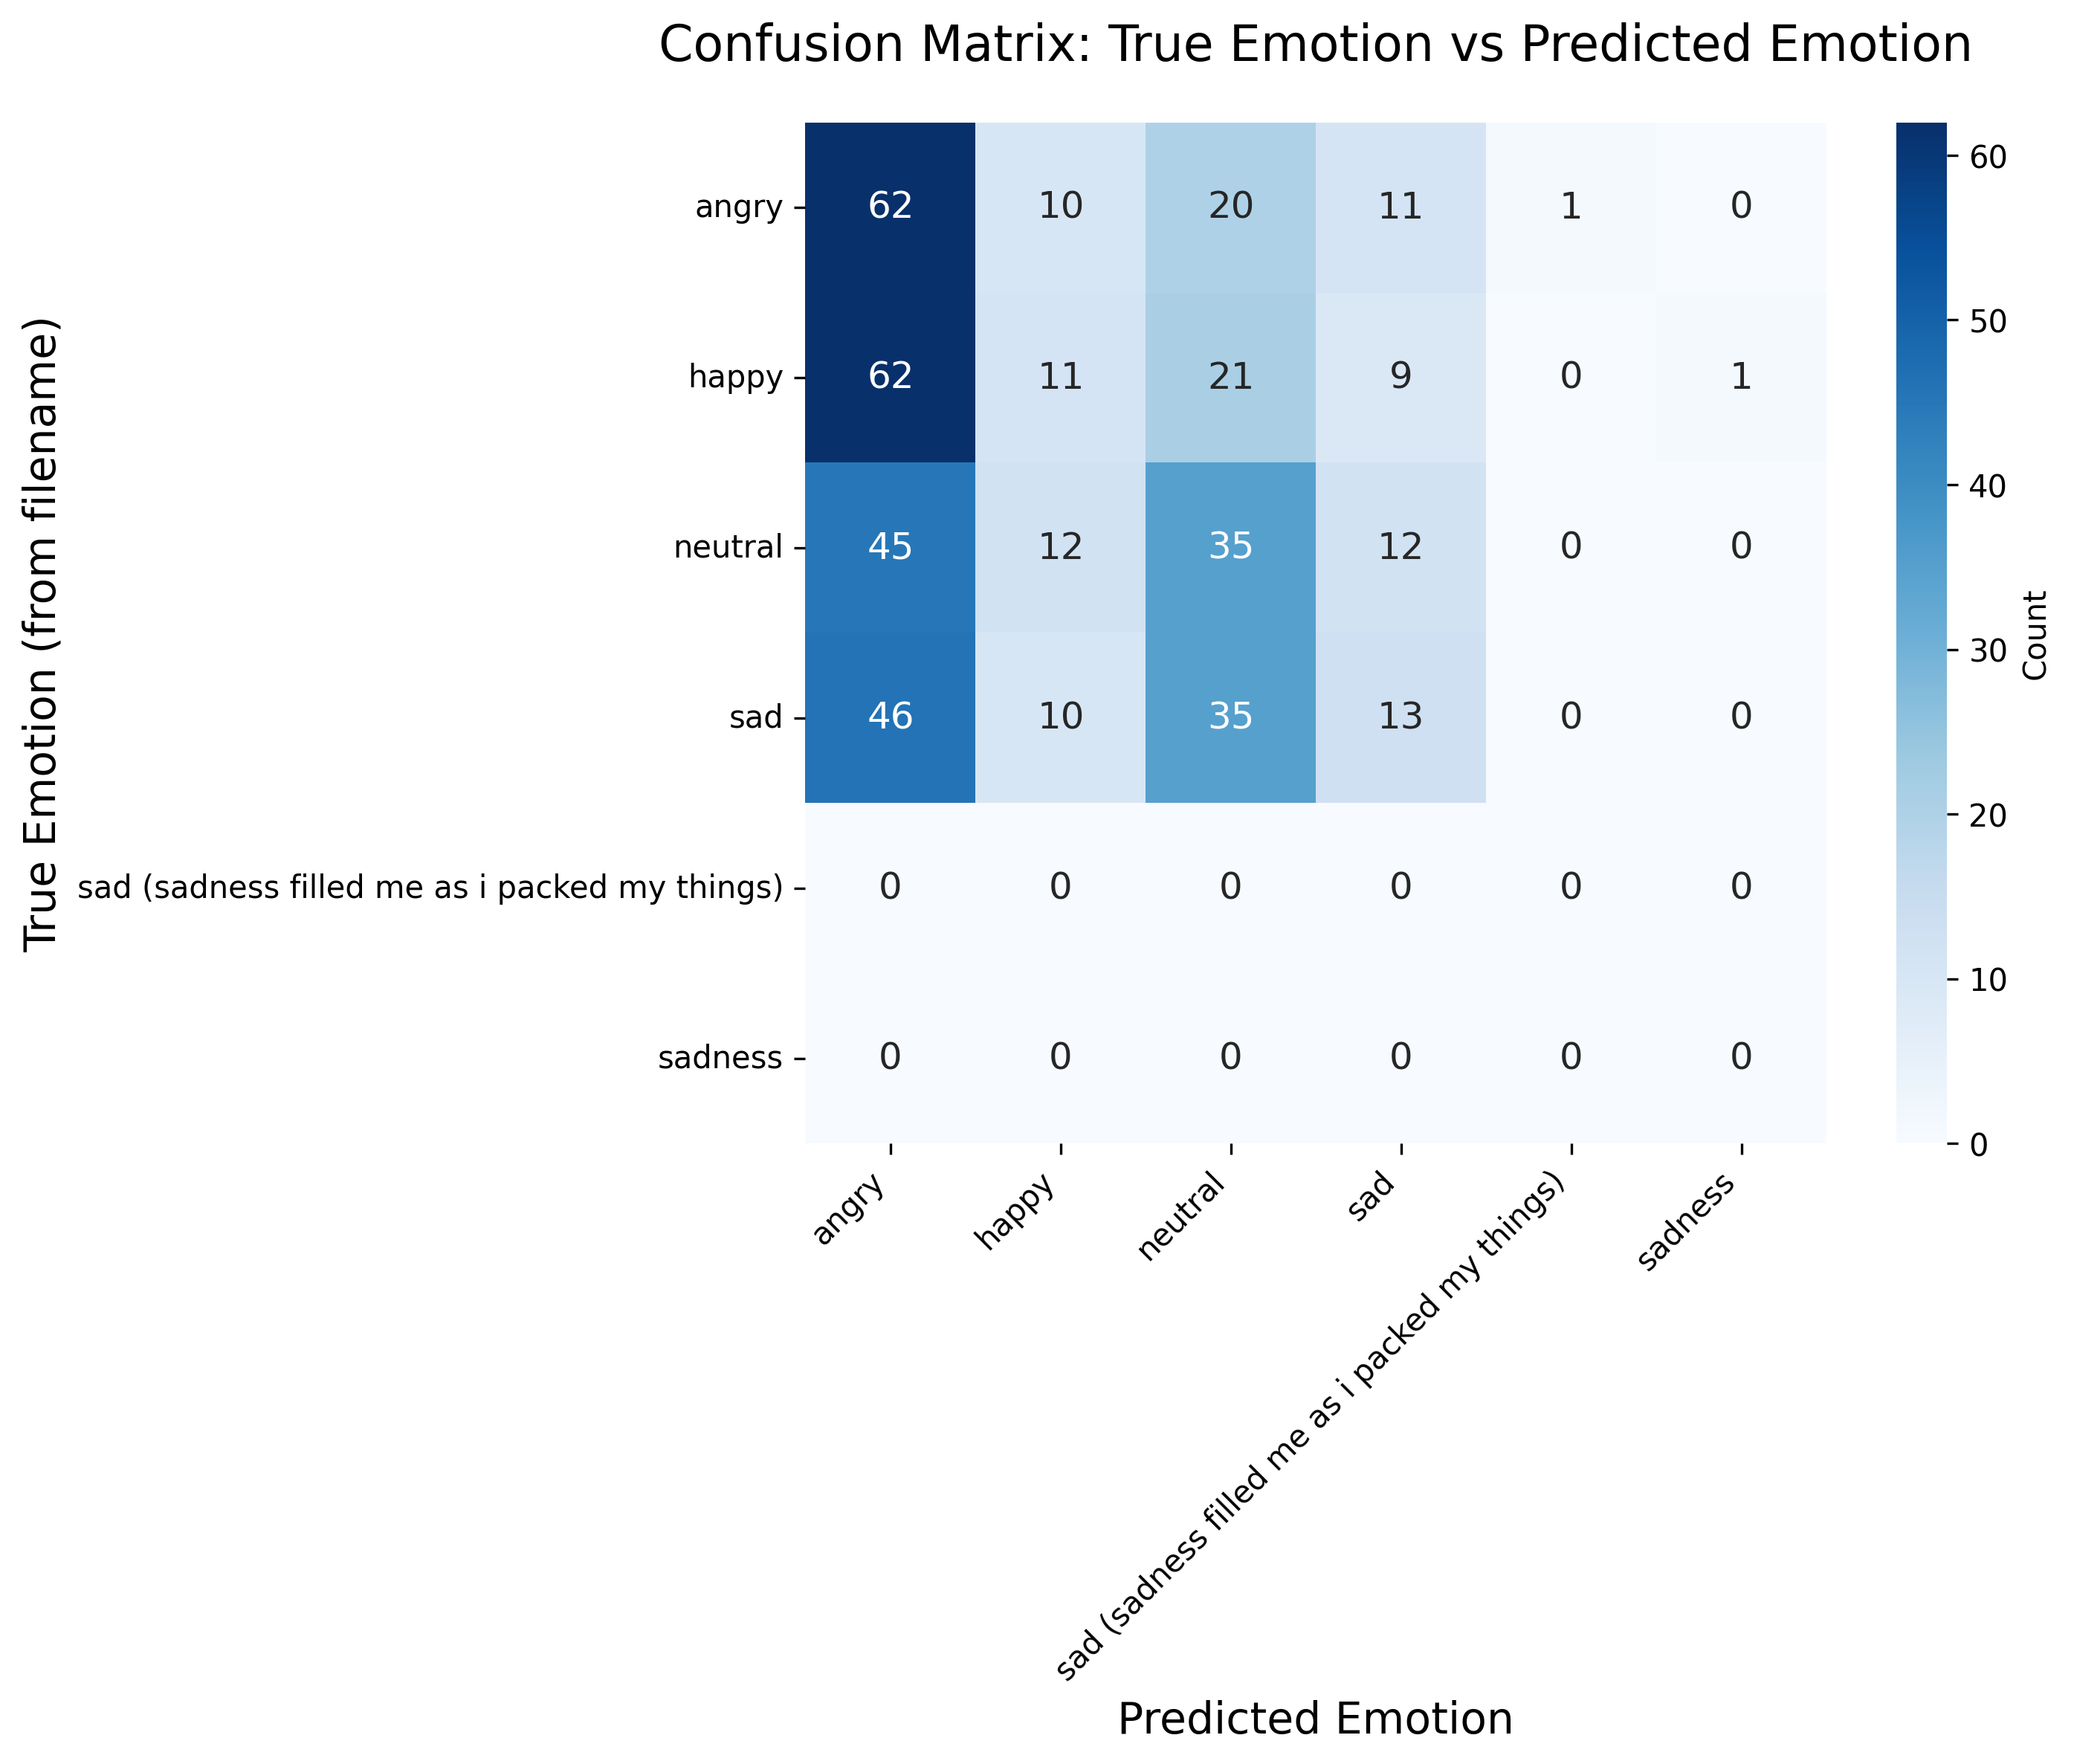 Confusion Matrix: True Emotion vs Predicted Emotion
True Emotion (from filename)
angry 62 10 20 11 1 0
happy 62 11 21 9 0 1
neutral 45 12 35 12 0 0
sad 46 10 35 13 0 0
sad (sadness filled me as i packed my things) 0 0 0 0 0 0
sadness 0 0 0 0 0 0
angry
happy
neutral
sad
sad (sadness filled me as i packed my things)
sadness
Predicted Emotion
60
50
40
30
20
10
0
Count